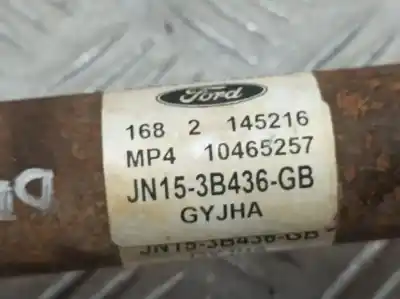 Ford
168 2 145216
MP4 10465257
JN15-3B436-GB
GYJHA
JN15-3B436-GB